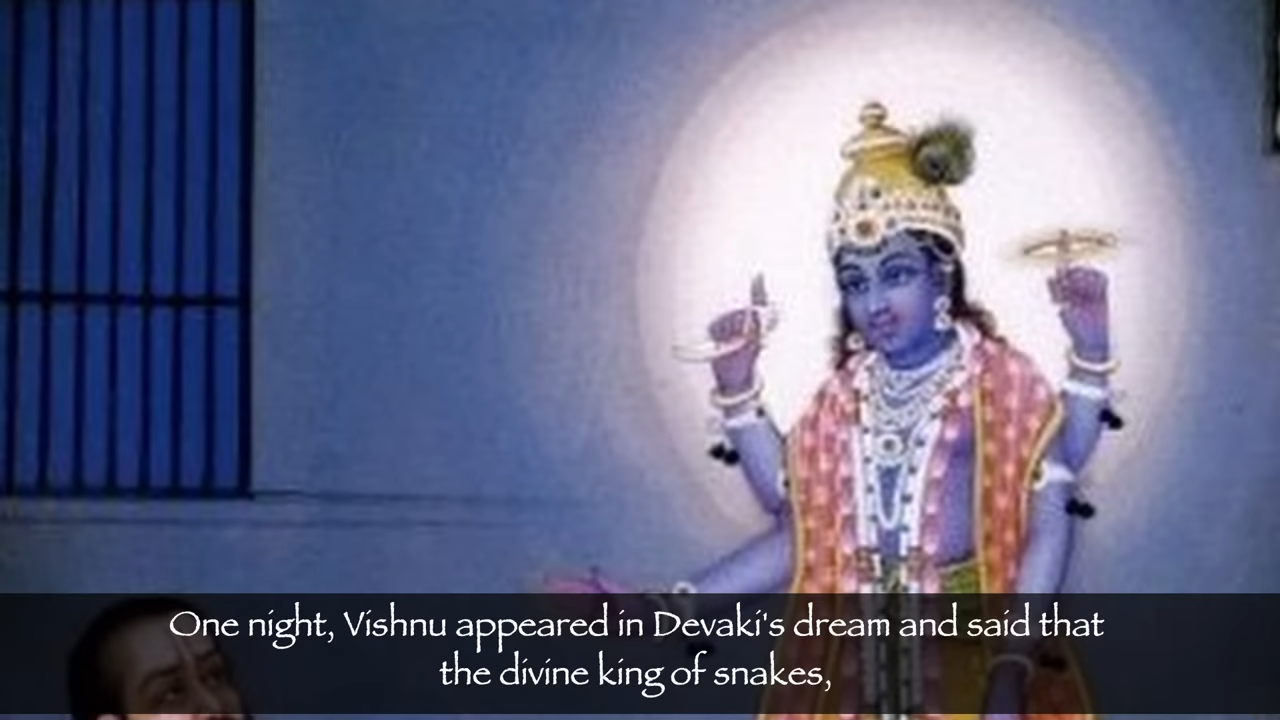 One night, Vishnu appeared in Devaki's dream and said that
the divine king of snakes,